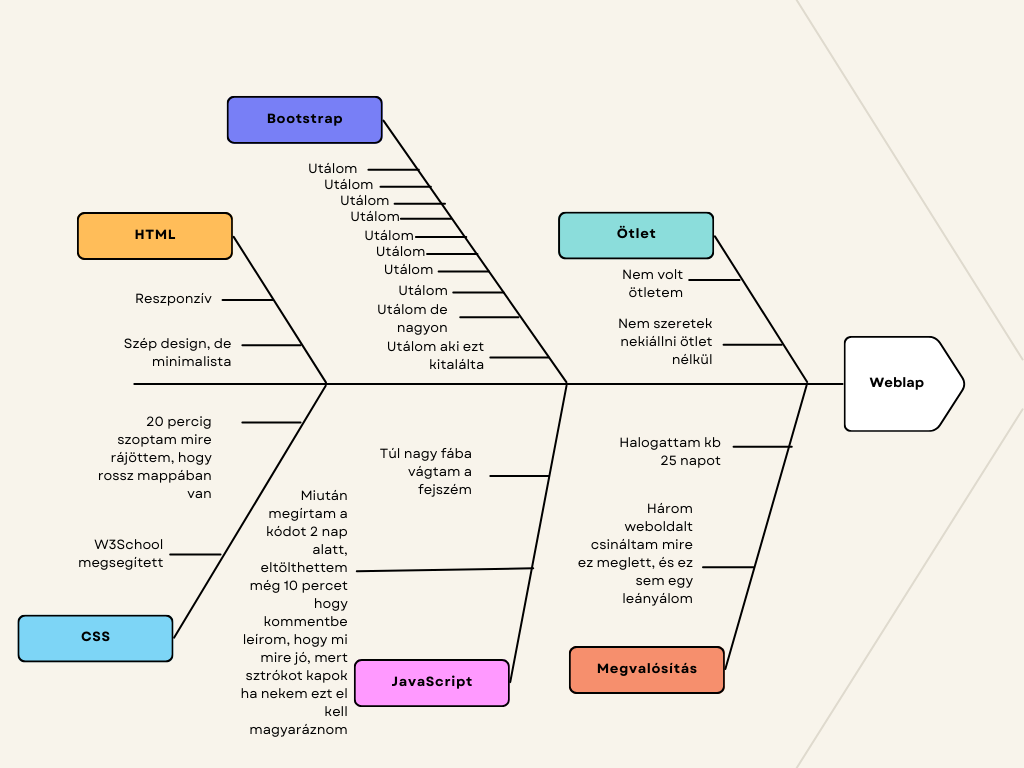 Bootstrap
Utálom
Utálom
Utálom
Utálom
Utálom
Utálom
Utálom
Utálom
Utálom de
nagyon
Utálom aki ezt
kitalálta
HTML
Reszponzív
Szép design, de
minimalista
Ötlet
Nem volt
ötletem
Nem szeretek
nekiállni ötlet
nélkül
Weblap
20 percig
szoptam mire
rájöttem, hogy
rossz mappában
van
W3School
megsegített
CSS
Túl nagy fába
vágtam a
fejszém
Miután
megírtam a
kódot 2 nap
alatt,
eltölthettem
még 10 percet
hogy
kommentbe
leírom, hogy mi
mire jó, mert
sztrókot kapok
ha nekem ezt el
kell
magyaráznom
JavaScript
Halogattam kb
25 napot
Három
weboldalt
csináltam mire
ez meglett, és ez
sem egy
leányálom
Megvalósítás